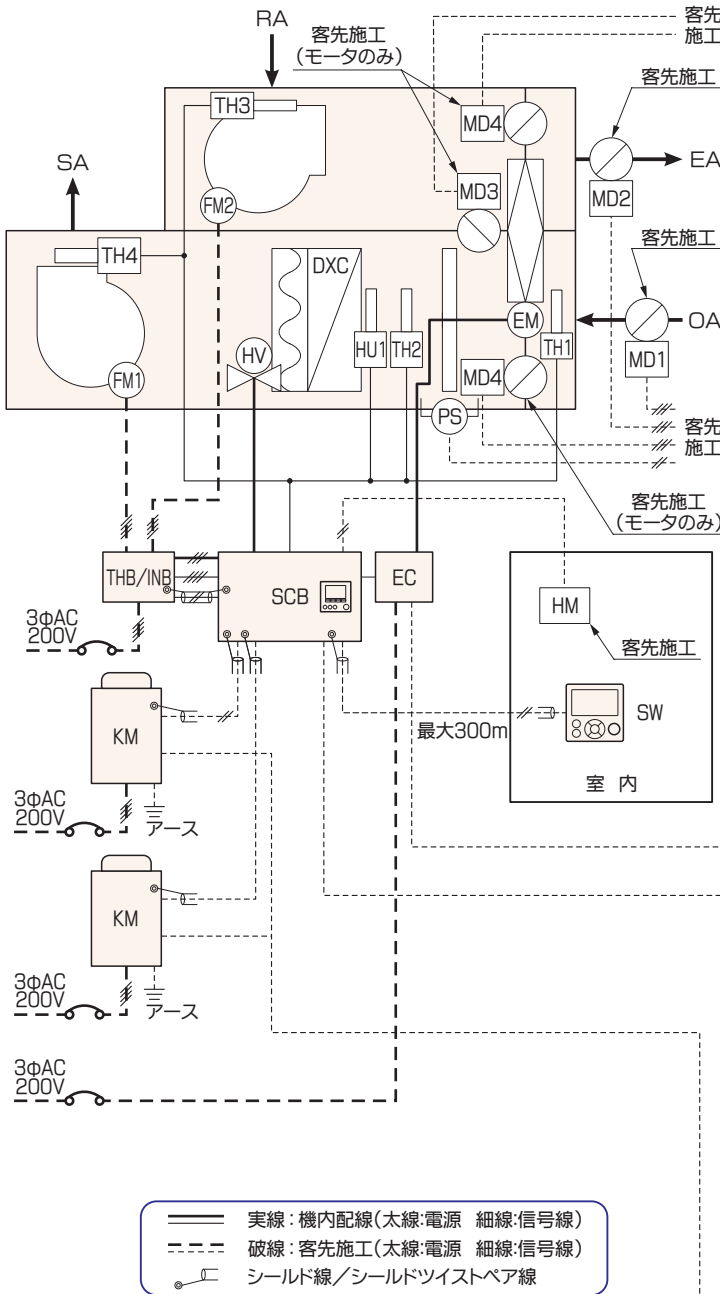 RA
客先施工
(モータのみ)
客先
施工
客先施工
TH3
MD4
SA
EA
FM2
MD3
MD2
客先施工
TH4
DXC
OA
HU1
TH2
EM
TH1
HV
MD1
FM1
MD4
PS
客先
施工
客先施工
(モータのみ)
THB/INB
SCB
EC
HM
客先施工
3φAC
200V
KM
最大300m
SW
室 内
3φAC
200V
アース
KM
3φAC
200V
アース
3φAC
200V
実線:機内配線(太線:電源 細線:信号線)
破線:客先施工(太線:電源 細線:信号線)
シールド線/シールドツイストペア線